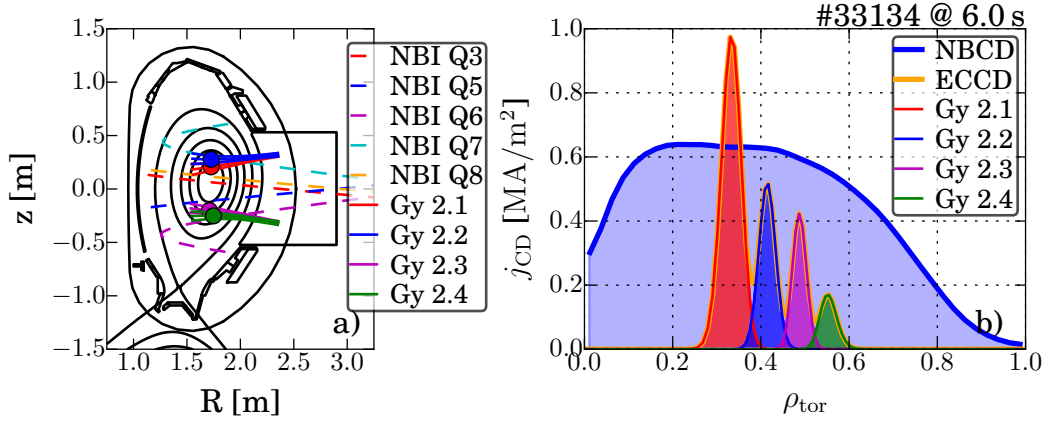 #33134 @ 6.0 s
1.5
1.0
0.5
0.0
−0.5
−1.0
−1.5
z [m]
1.0 1.5 2.0 2.5 3.0
R [m]
NBI Q3
NBI Q5
NBI Q6
NBI Q7
NBI Q8
Gy 2.1
Gy 2.2
Gy 2.3
Gy 2.4
a)
1.0
0.8
0.6
0.4
0.2
0.0
j_CD [MA/m²]
0.0 0.2 0.4 0.6 0.8 1.0
ρ_tor
NBCD
ECCD
Gy 2.1
Gy 2.2
Gy 2.3
Gy 2.4
b)